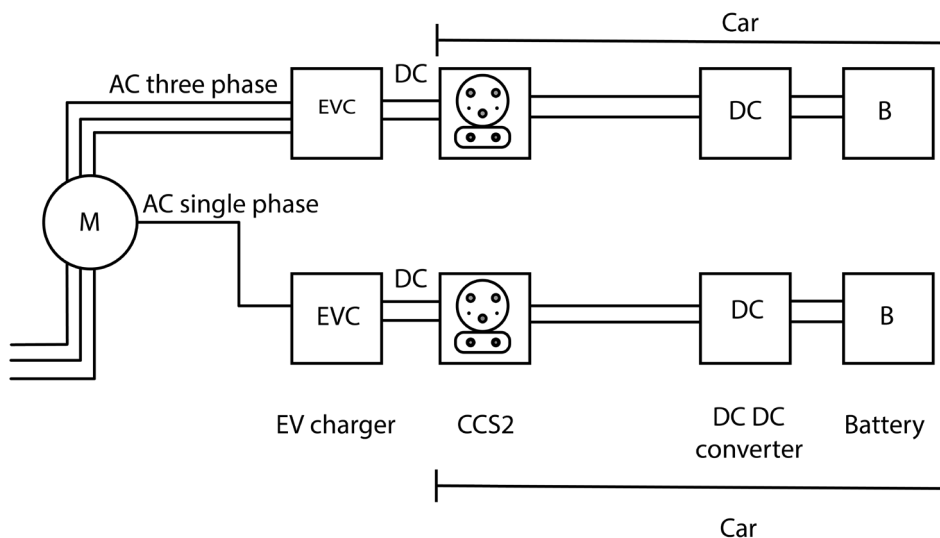 Car
AC three phase
DC
EVC
DC
B
M
AC single phase
DC
EVC
DC
B
EV charger
CCS2
DC DC
converter
Battery
Car